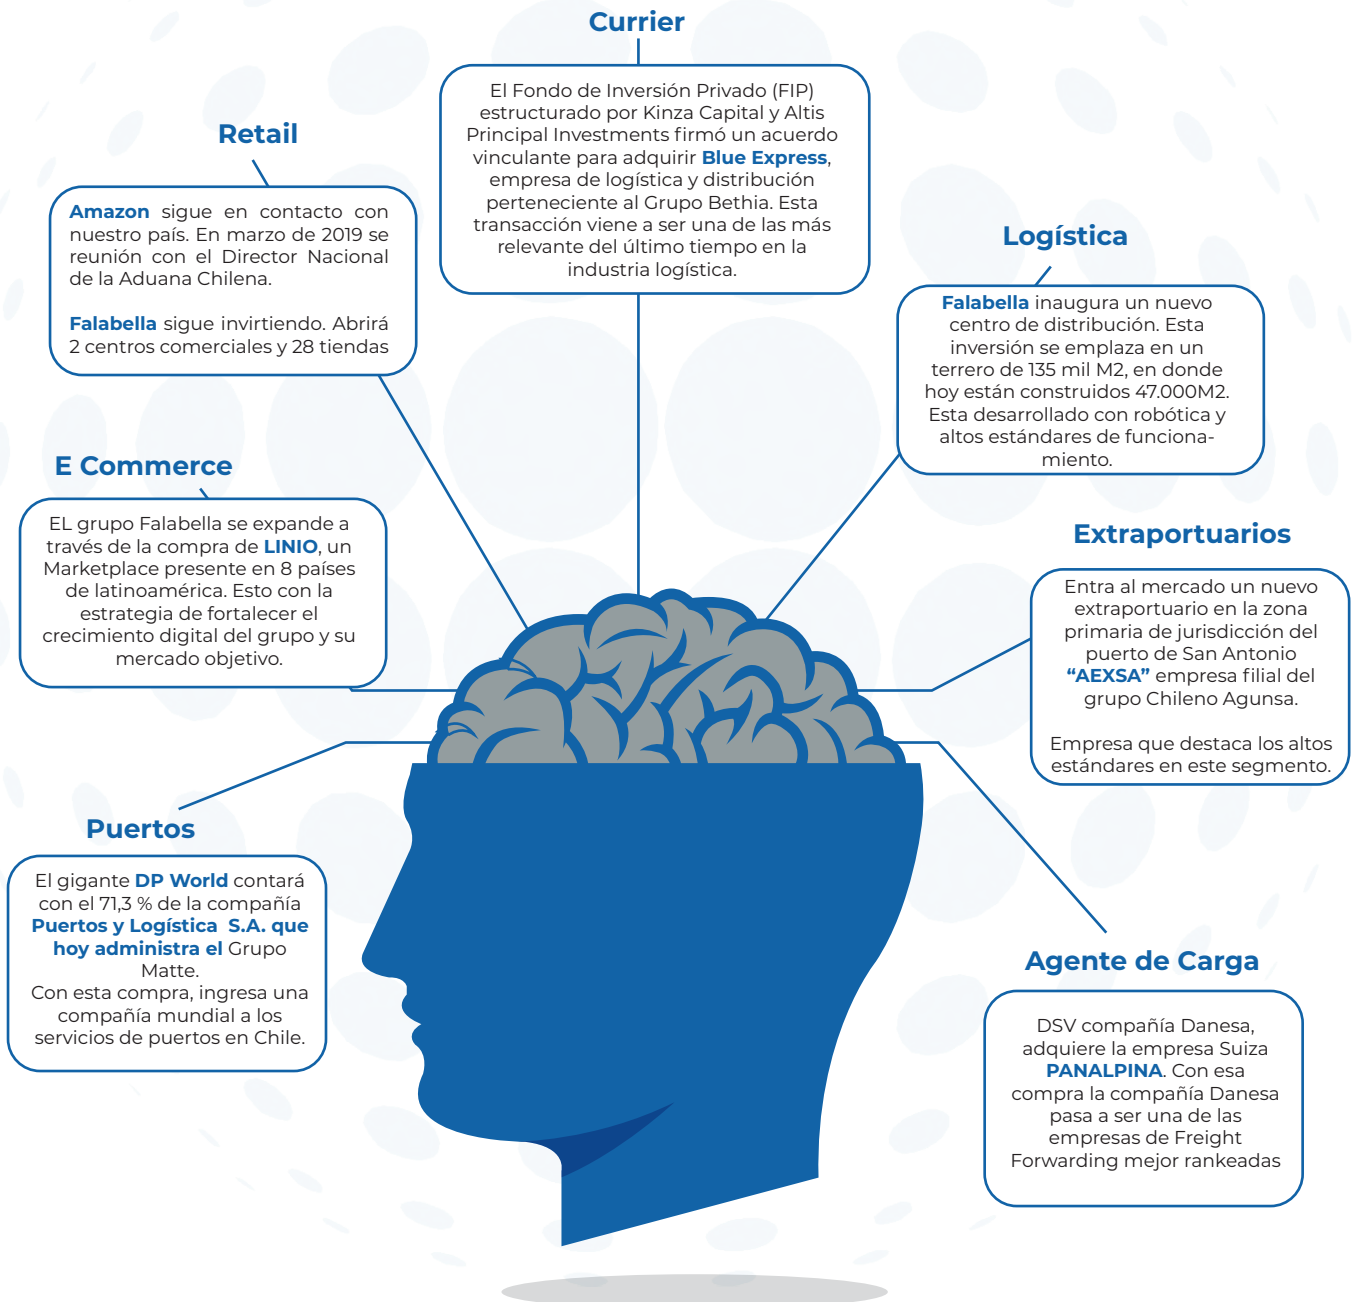 Currier
El Fondo de Inversión Privado (FIP)
estructurado por Kinza Capital y Altis
Principal Investments firmó un acuerdo
vinculante para adquirir Blue Express,
empresa de logística y distribución
perteneciente al Grupo Bethia. Esta
transacción viene a ser una de las más
relevante del último tiempo en la
industria logística.
Retail
Amazon sigue en contacto con
nuestro país. En marzo de 2019 se
reunión con el Director Nacional
de la Aduana Chilena.
Falabella sigue invirtiendo. Abrirá
2 centros comerciales y 28 tiendas
Logística
Falabella inaugura un nuevo
centro de distribución. Esta
inversión se emplaza en un
terrero de 135 mil M2, en donde
hoy están construidos 47.000M2.
Esta desarrollado con robótica y
altos estándares de funciona-
miento.
E Commerce
EL grupo Falabella se expande a
través de la compra de LINIO, un
Marketplace presente en 8 países
de latinoamérica. Esto con la
estrategia de fortalecer el
crecimiento digital del grupo y su
mercado objetivo.
Extraportuarios
Entra al mercado un nuevo
extraportuario en la zona
primaria de jurisdicción del
puerto de San Antonio
“AEXSA” empresa filial del
grupo Chileno Agunsa.
Empresa que destaca los altos
estándares en este segmento.
Puertos
El gigante DP World contará
con el 71,3 % de la compañía
Puertos y Logística S.A. que
hoy administra el Grupo
Matte.
Con esta compra, ingresa una
compañía mundial a los
servicios de puertos en Chile.
Agente de Carga
DSV compañía Danesa,
adquiere la empresa Suiza
PANALPINA. Con esa
compra la compañía Danesa
pasa a ser una de las
empresas de Freight
Forwarding mejor rankeadas